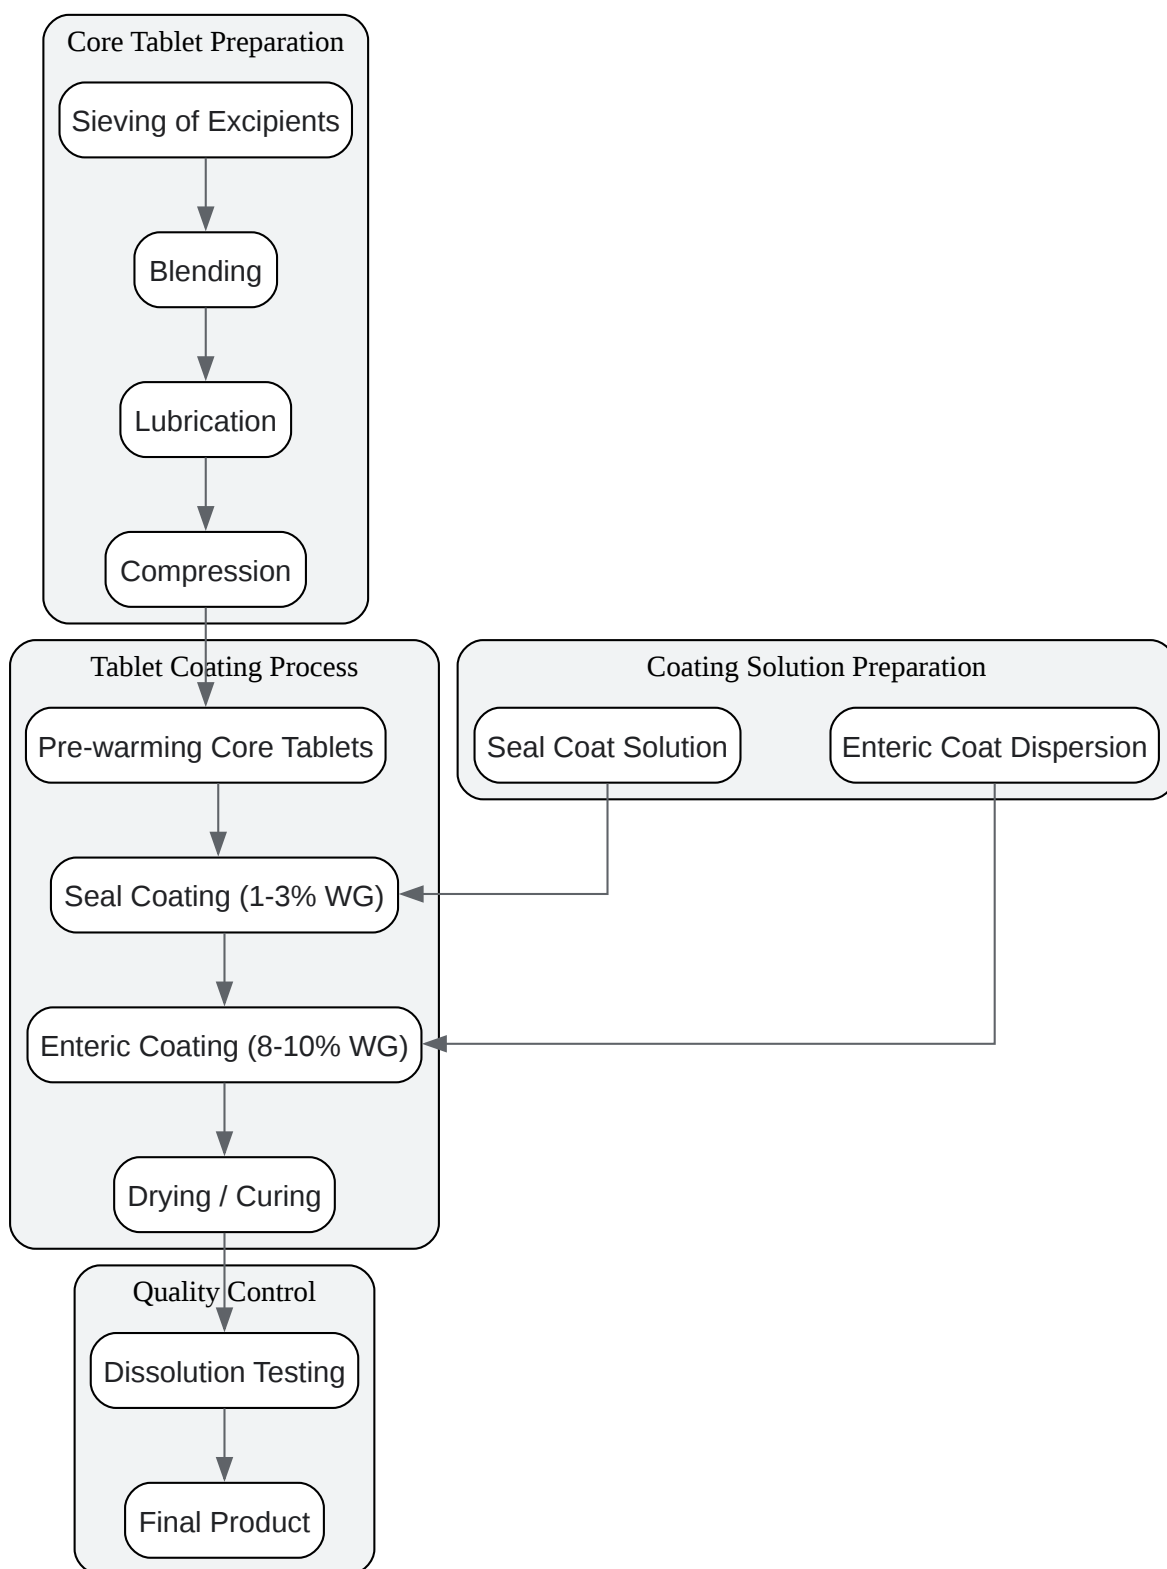 Core Tablet Preparation
Sieving of Excipients
Blending
Lubrication
Compression
Tablet Coating Process
Coating Solution Preparation
Pre-warming Core Tablets
Seal Coat Solution
Enteric Coat Dispersion
Seal Coating (1-3% WG)
Enteric Coating (8-10% WG)
Drying / Curing
Quality Control
Dissolution Testing
Final Product